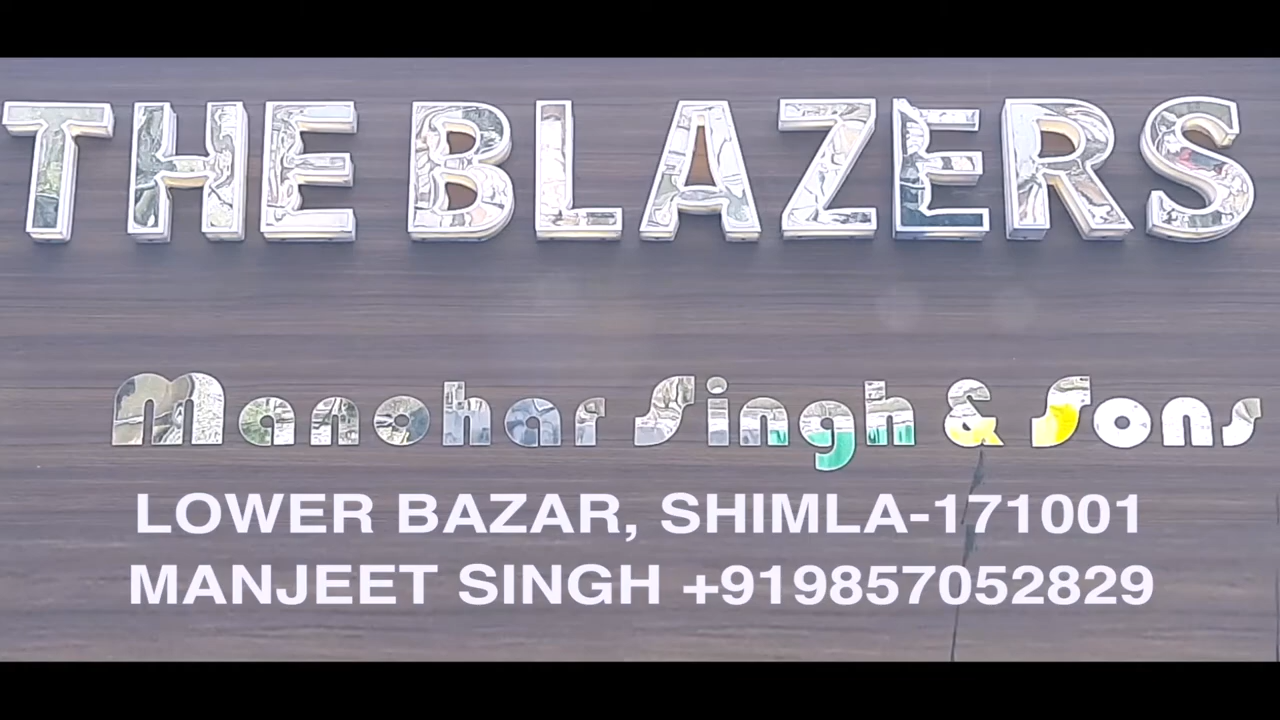 THE BLAZERS
Manohar Singh & Sons
LOWER BAZAR, SHIMLA-171001
MANJEET SINGH +919857052829